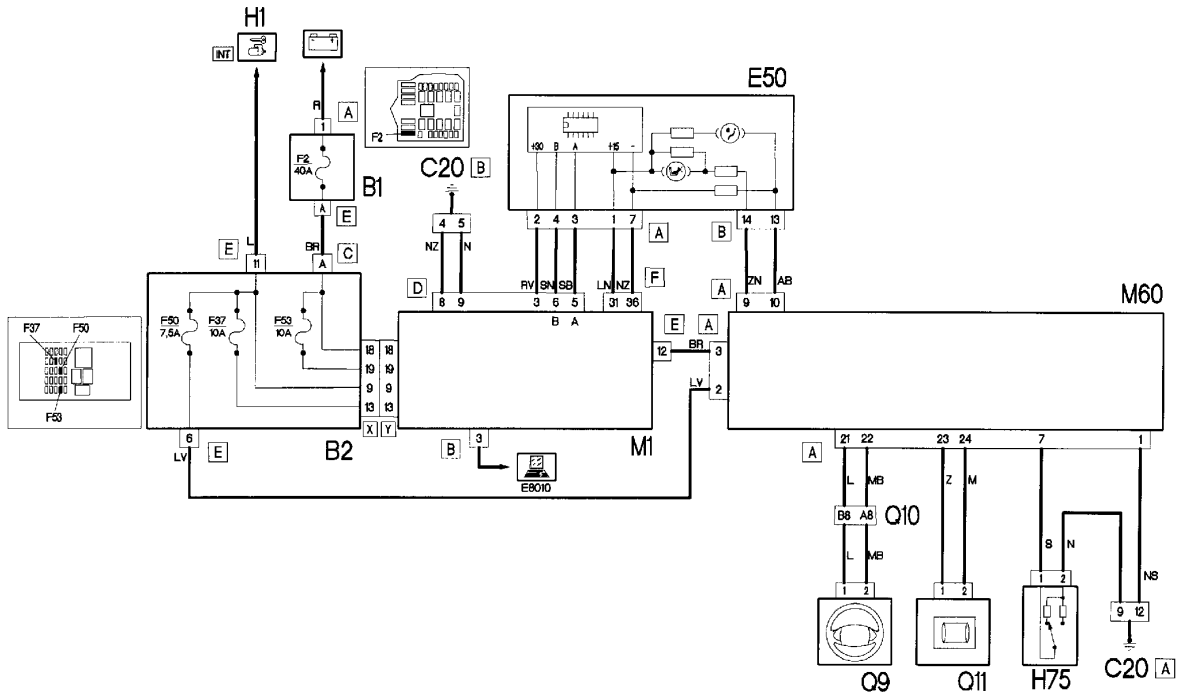 H1
INT
R
A
1
F2
40A
B1
A
E
F2
C20 B
4 5
NZ N
E50
+30 B A +15 -
2 4 3 1 7
A
B
14 13
RV SN SB LN NZ
F
ZN AB
L
E
11
BR
C
A
D
8 9
3 6 5 31 36
B A
A
9 10
M60
F37 F50
F53
F50
7,5A
F37
10A
F53
10A
18 18
19 19
9 9
13 13
X Y
E A
12
BR
3
LV
2
6
LV
E
B2
B
3
M1
E8010
A
21 22 23 24 7 1
L MB Z M
B8 A8
Q10
L MB
S N
NS
1 2
1 2
1 2
9 12
Q9
Q11
H75
C20 A